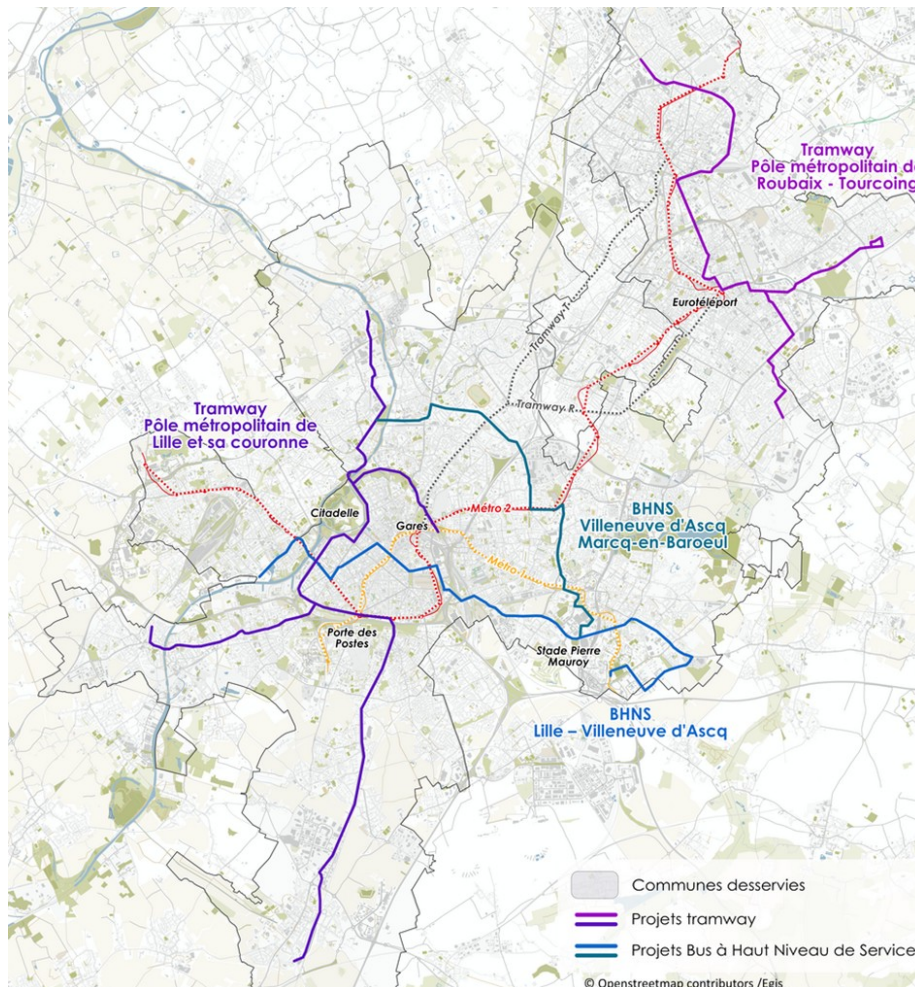 Tramway
Pôle métropolitain de
Roubaix - Tourcoing
Eurotéléport
Tramway T
Tramway R
Tramway
Pôle métropolitain de
Lille et sa couronne
Citadelle
Gares
Métro 2
BHNS
Villeneuve d'Ascq
Marcq-en-Baroeul
Métro 1
Porte des
Postes
Stade Pierre
Mauroy
BHNS
Lille – Villeneuve d'Ascq
Communes desservies
Projets tramway
Projets Bus à Haut Niveau de Service
© Openstreetmap contributors /Egis